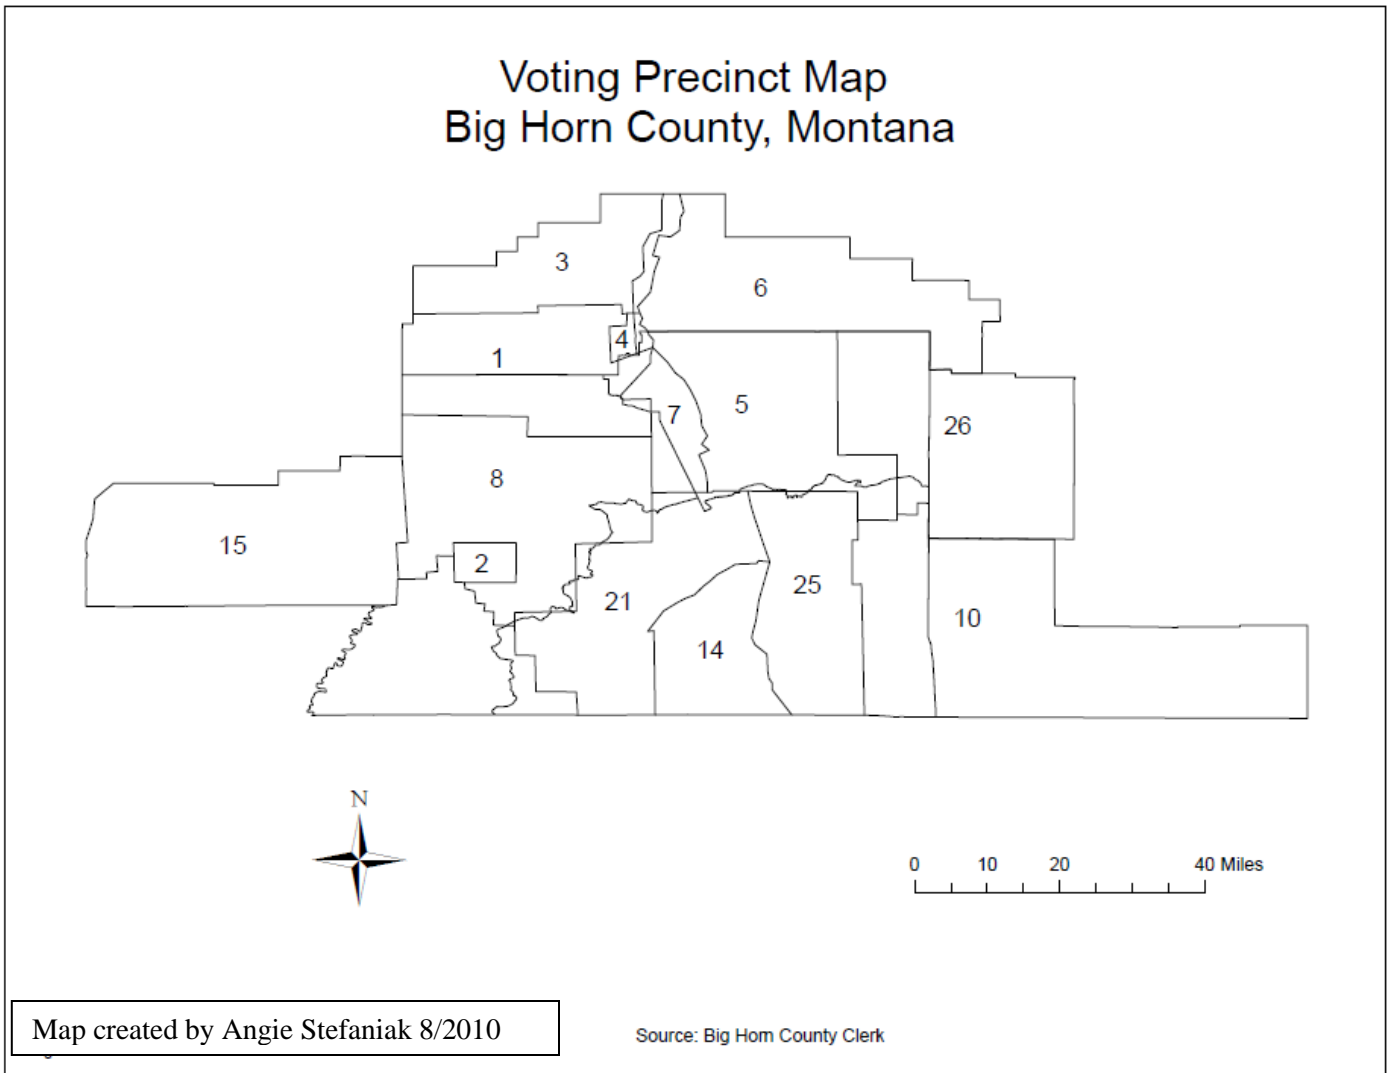 Voting Precinct Map
Big Horn County, Montana
3
6
4
1
5
7
26
8
15
2
25
21
10
14
N
0 10 20 40 Miles
Map created by Angie Stefaniak 8/2010
Source: Big Horn County Clerk